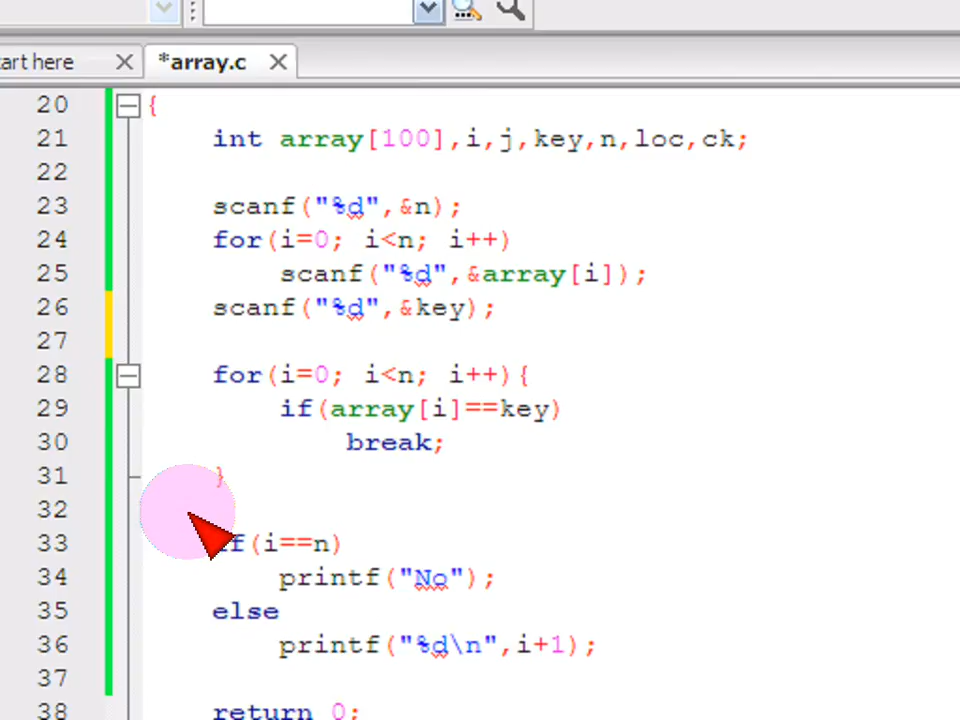 art here *array.c
20 {
21 int array[100],i,j,key,n,loc,ck;
22
23 scanf("%d",&n);
24 for(i=0; i<n; i++)
25 scanf("%d",&array[i]);
26 scanf("%d",&key);
27
28 for(i=0; i<n; i++){
29 if(array[i]==key)
30 break;
31 }
32
33 if(i==n)
34 printf("No");
35 else
36 printf("%d\n",i+1);
37
38 return 0;